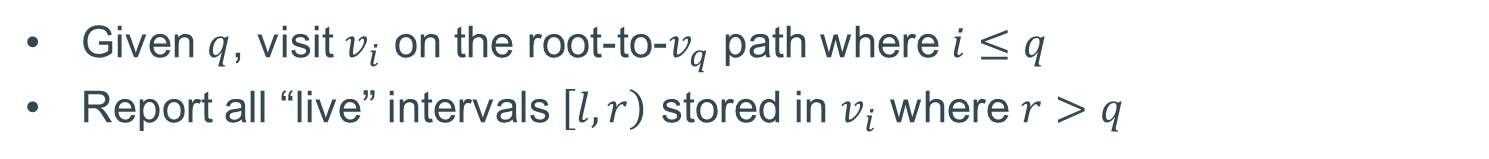 • Given q, visit vᵢ on the root-to-v_q path where i ≤ q
• Report all “live” intervals [l, r) stored in vᵢ where r > q